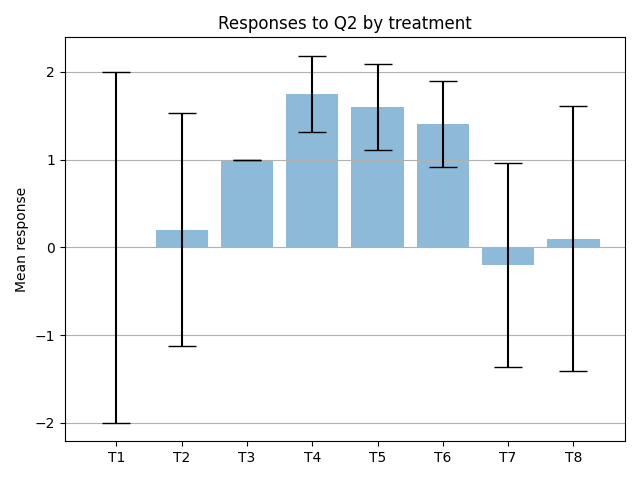 Responses to Q2 by treatment
Mean response
2
1
0
−1
−2
T1 T2 T3 T4 T5 T6 T7 T8